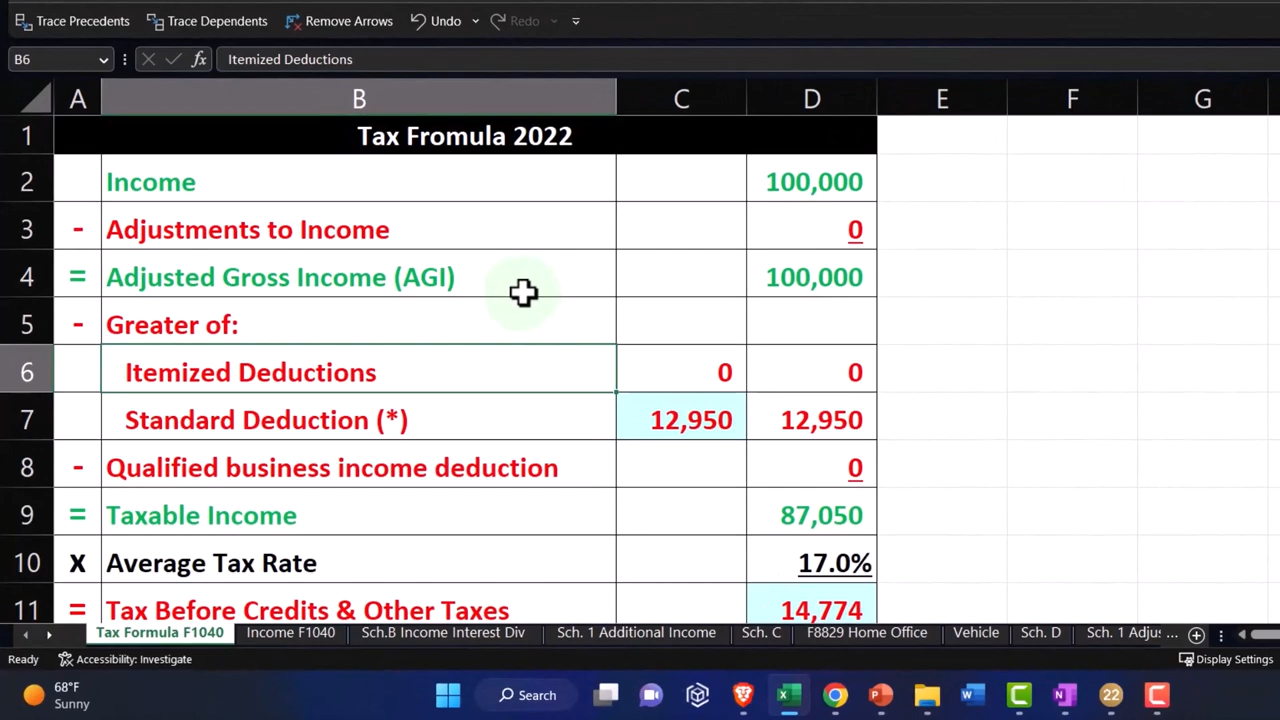 Trace Precedents Trace Dependents Remove Arrows Undo Redo
B6 fx Itemized Deductions
A B C D E F G
1 Tax Fromula 2022
2 Income 100,000
3 - Adjustments to Income 0
4 = Adjusted Gross Income (AGI) 100,000
5 - Greater of:
6 Itemized Deductions 0 0
7 Standard Deduction (*) 12,950 12,950
8 - Qualified business income deduction 0
9 = Taxable Income 87,050
10 X Average Tax Rate 17.0%
11 = Tax Before Credits & Other Taxes 14,774
Tax Formula F1040 Income F1040 Sch.B Income Interest Div Sch. 1 Additional Income Sch. C F8829 Home Office Vehicle Sch. D Sch. 1 Adjus ...
Ready Accessibility: Investigate Display Settings
68°F Search 22
Sunny